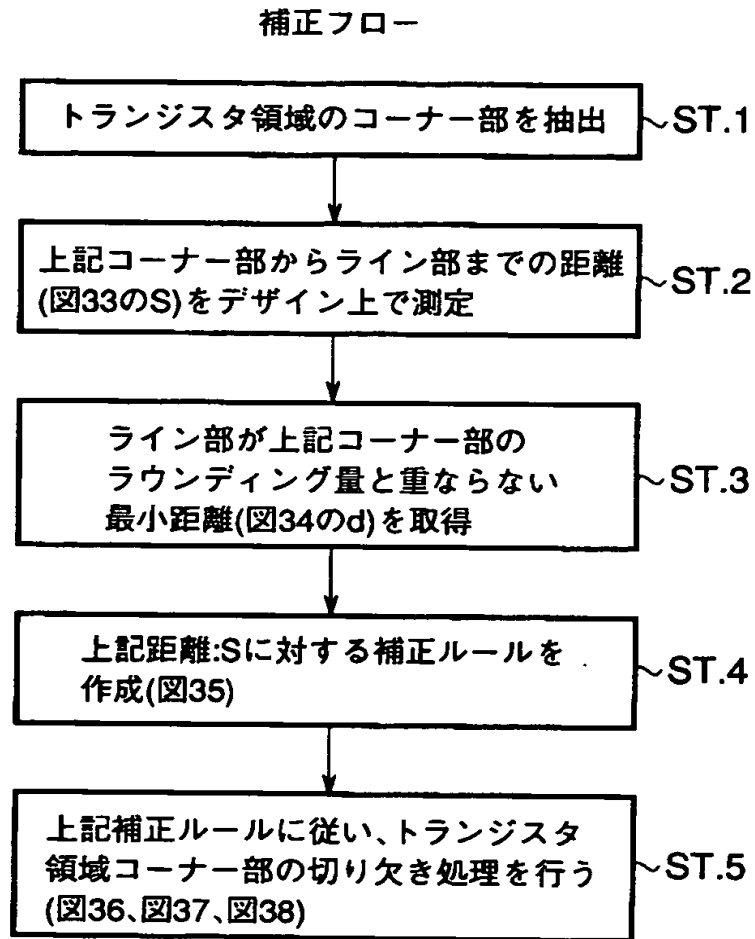 補正フロー
トランジスタ領域のコーナー部を抽出
ST.1
上記コーナー部からライン部までの距離
(図33のS)をデザイン上で測定
ST.2
ライン部が上記コーナー部の
ラウンディング量と重ならない
最小距離(図34のd)を取得
ST.3
上記距離:Sに対する補正ルールを
作成(図35)
ST.4
上記補正ルールに従い、トランジスタ
領域コーナー部の切り欠き処理を行う
(図36、図37、図38)
ST.5